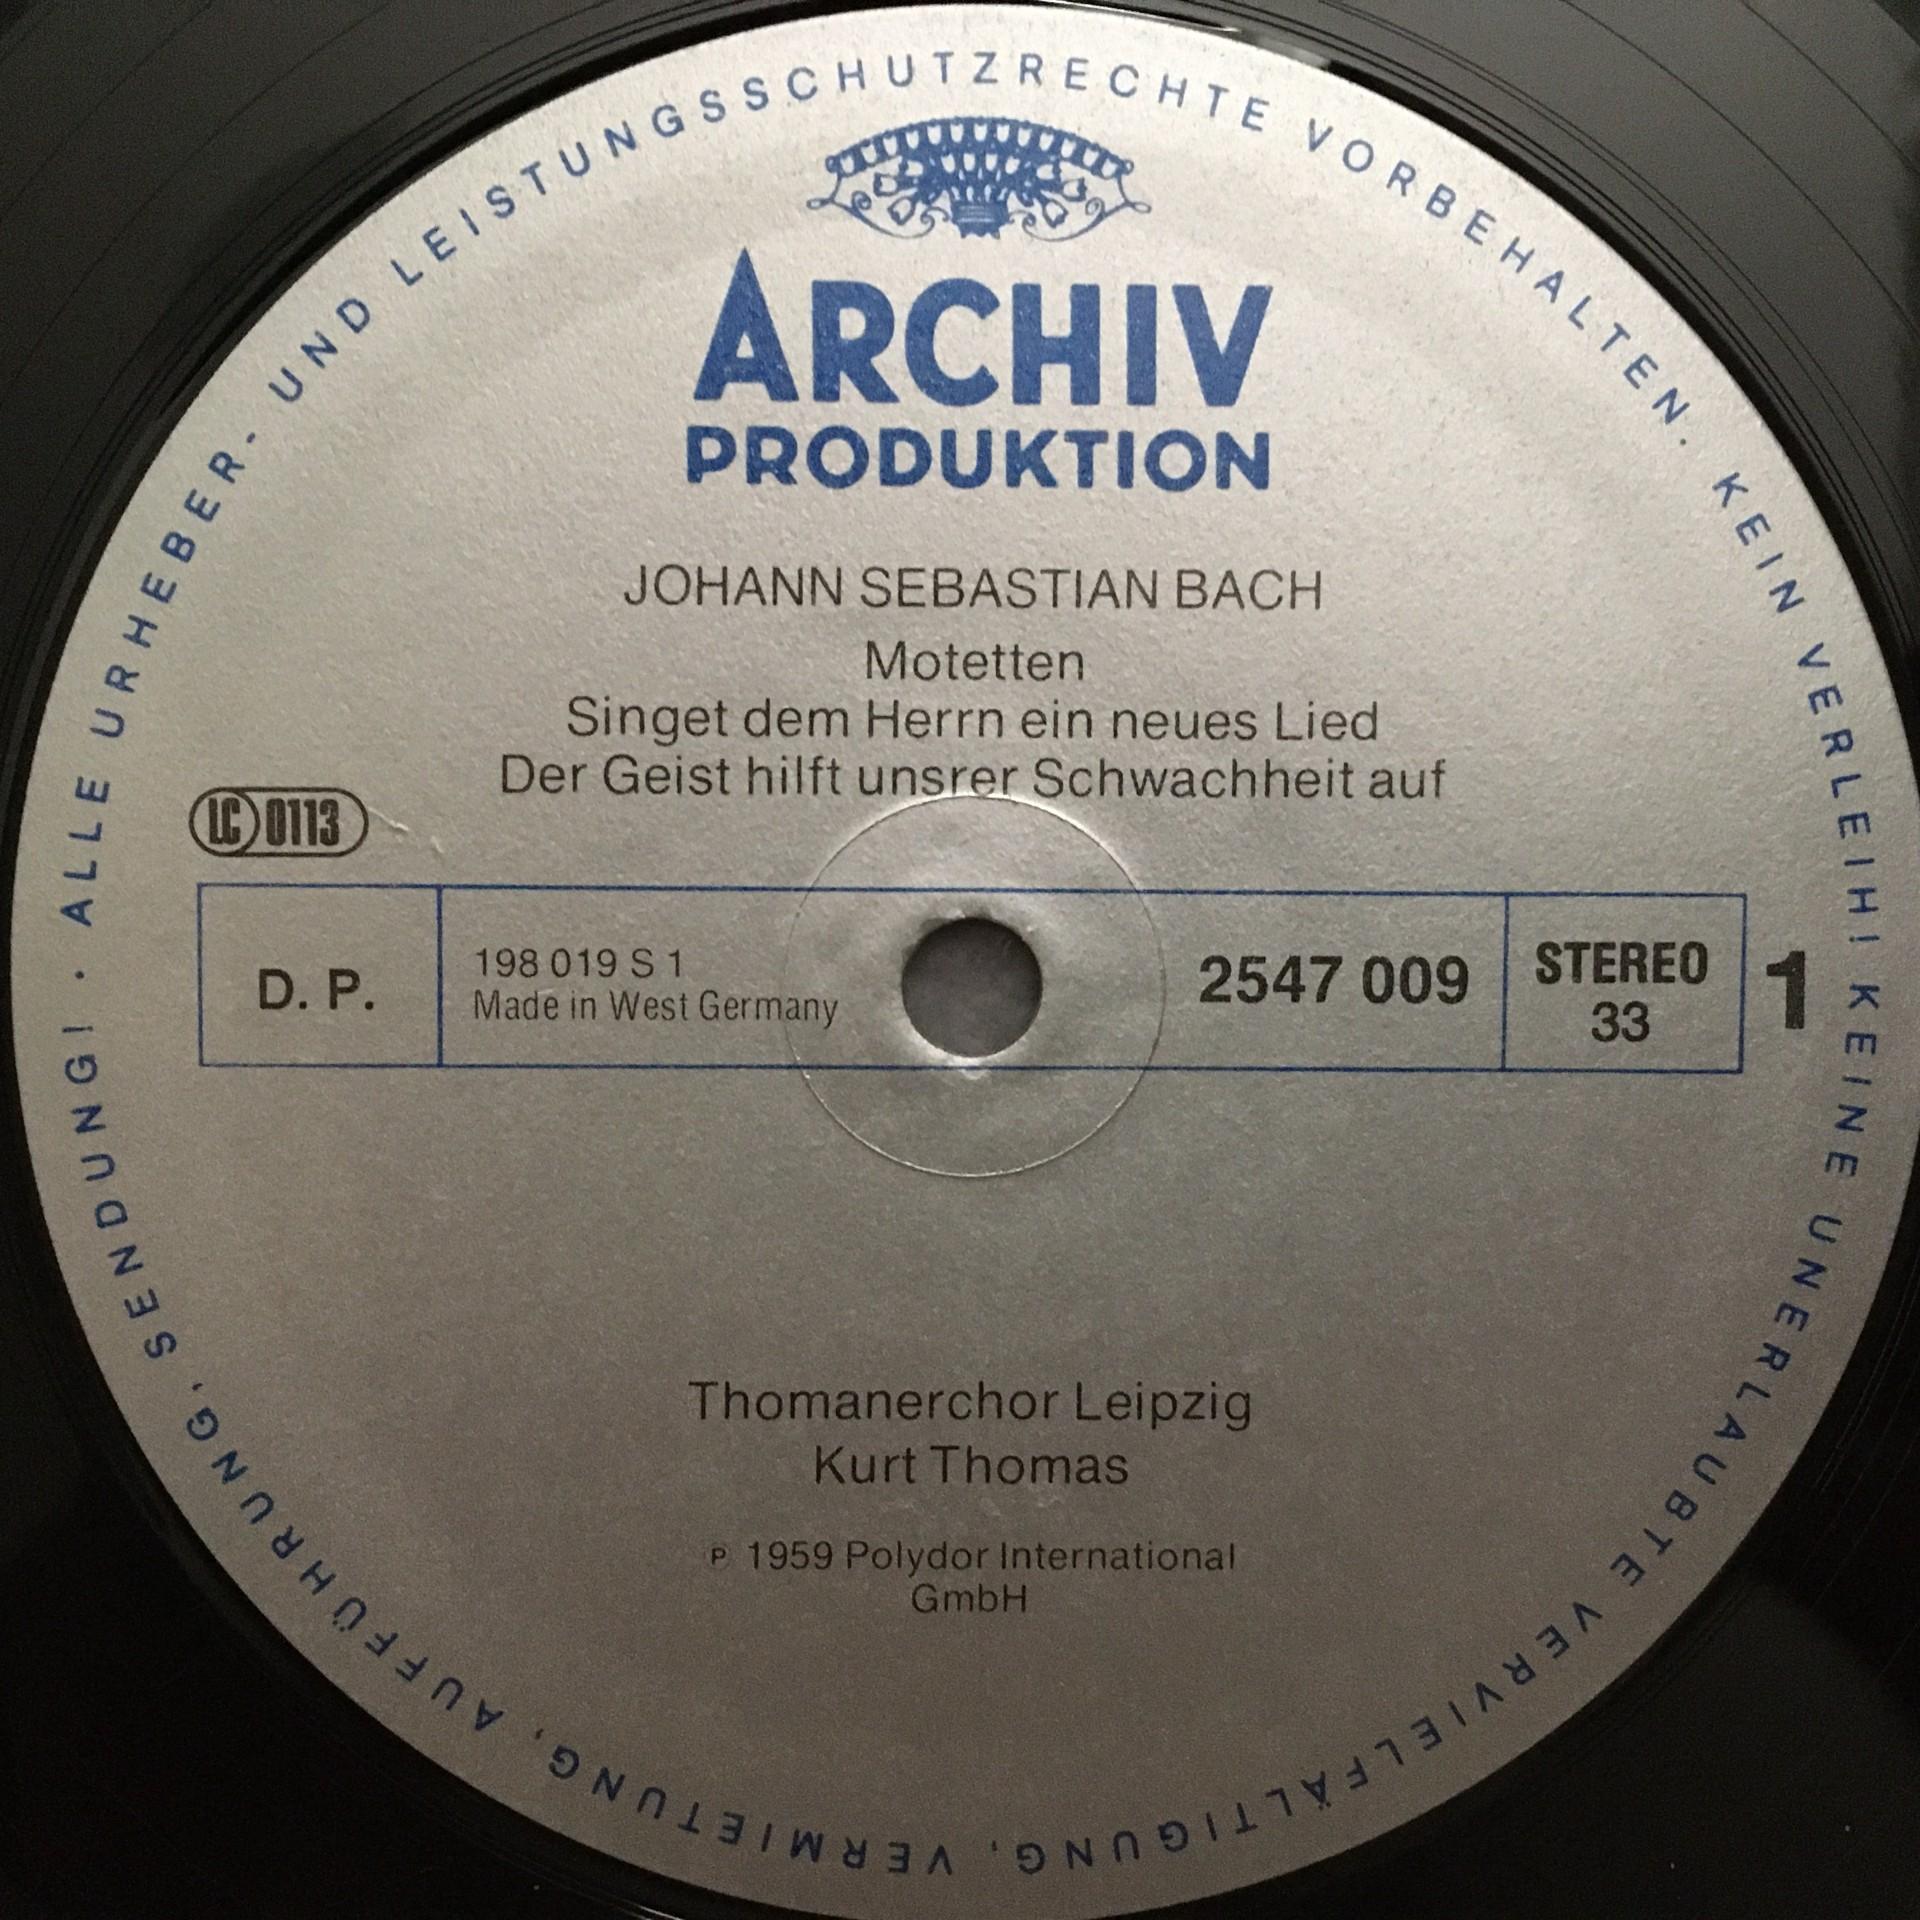 ALLE URHEBER- UND LEISTUNGSSCHUTZRECHTE VORBEHALTEN. KEIN VERLEIH! KEINE UNERLAUBTE VERVIELFÄLTIGUNG, VERMIETUNG, AUFFÜHRUNG, SENDUNG! ·
ARCHIV
PRODUKTION
JOHANN SEBASTIAN BACH
Motetten
Singet dem Herrn ein neues Lied
Der Geist hilft unsrer Schwachheit auf
LC 0113
D. P.
198 019 S 1
Made in West Germany
2547 009
STEREO
33
1
Thomanerchor Leipzig
Kurt Thomas
℗ 1959 Polydor International
GmbH